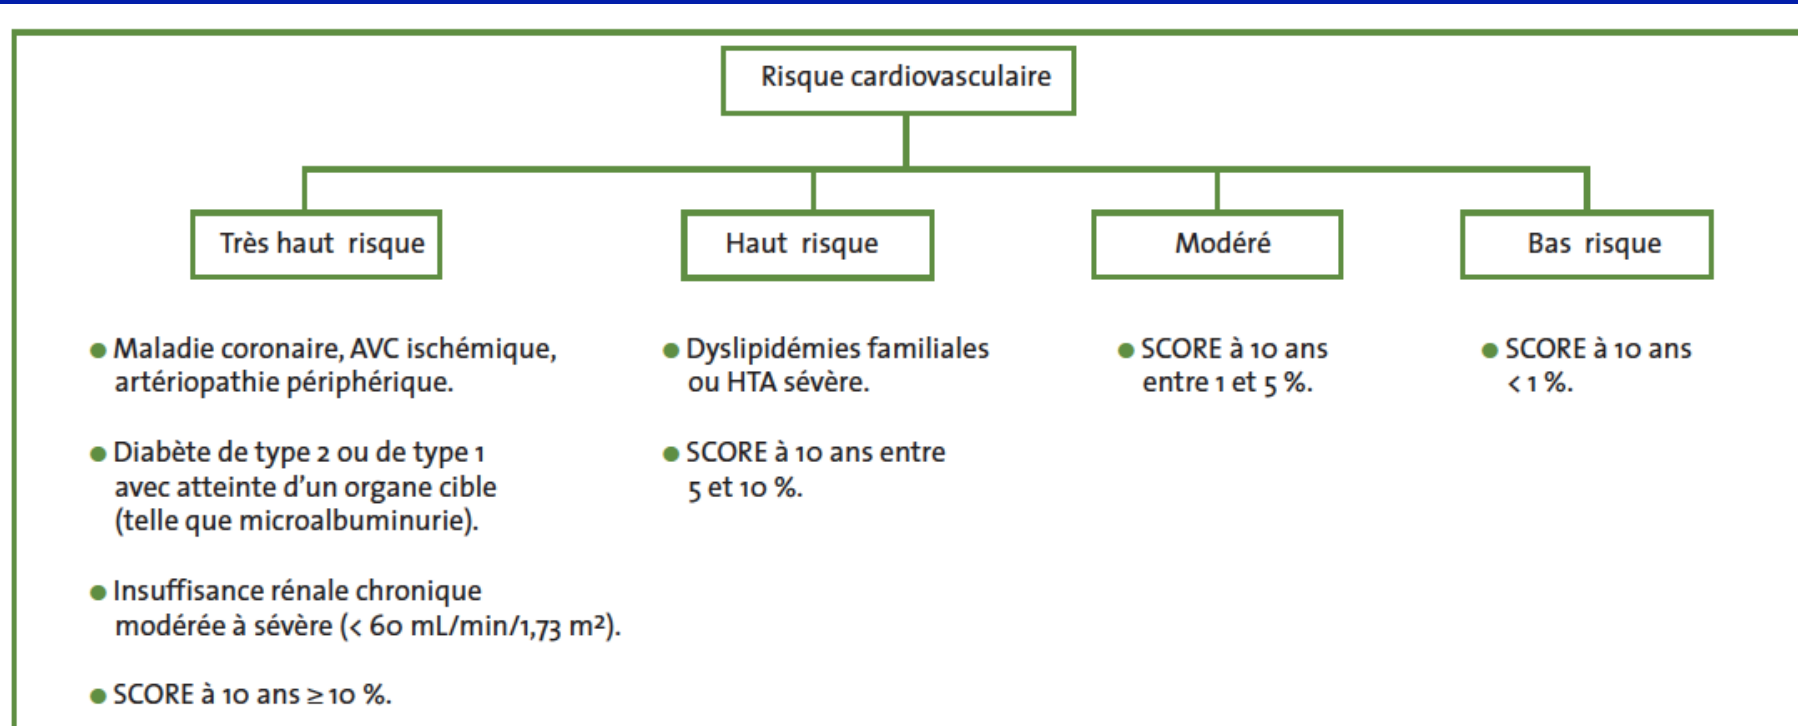 Risque cardiovasculaire
Très haut risque
Haut risque
Modéré
Bas risque
● Maladie coronaire, AVC ischémique,
artériopathie périphérique.
● Diabète de type 2 ou de type 1
avec atteinte d’un organe cible
(telle que microalbuminurie).
● Insuffisance rénale chronique
modérée à sévère (< 60 mL/min/1,73 m²).
● SCORE à 10 ans ≥ 10 %.
● Dyslipidémies familiales
ou HTA sévère.
● SCORE à 10 ans entre
5 et 10 %.
● SCORE à 10 ans
entre 1 et 5 %.
● SCORE à 10 ans
< 1 %.